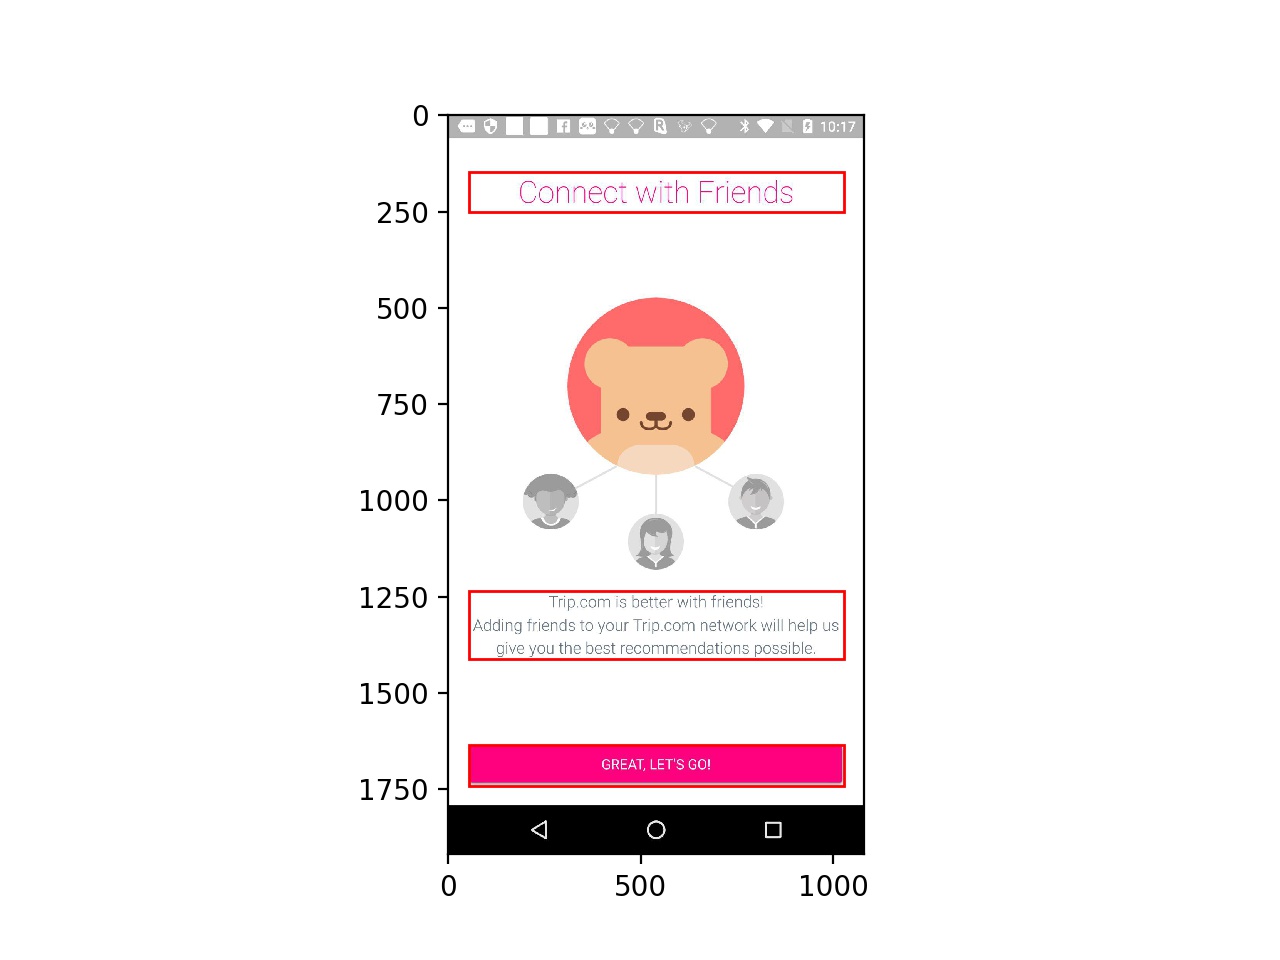 10:17
Connect with Friends
Trip.com is better with friends!
Adding friends to your Trip.com network will help us
give you the best recommendations possible.
GREAT, LET'S GO!
0
250
500
750
1000
1250
1500
1750
0 500 1000